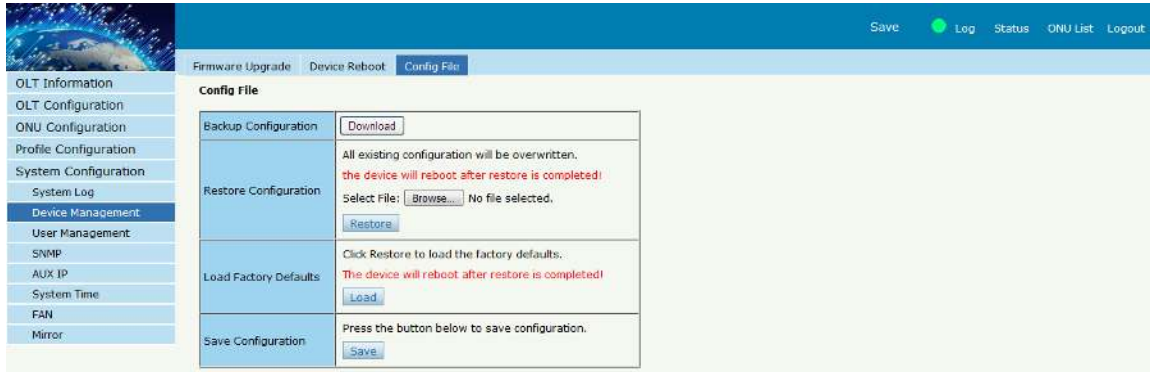 Save Log Status ONU List Logout
Firmware Upgrade Device Reboot Config File
OLT Information
OLT Configuration
ONU Configuration
Profile Configuration
System Configuration
System Log
Device Management
User Management
SNMP
AUX IP
System Time
FAN
Mirror
Config File
Backup Configuration Download
Restore Configuration
All existing configuration will be overwritten.
the device will reboot after restore is completed!
Select File: Browse... No file selected.
Restore
Load Factory Defaults
Click Restore to load the factory defaults.
The device will reboot after restore is completed!
Load
Save Configuration
Press the button below to save configuration.
Save